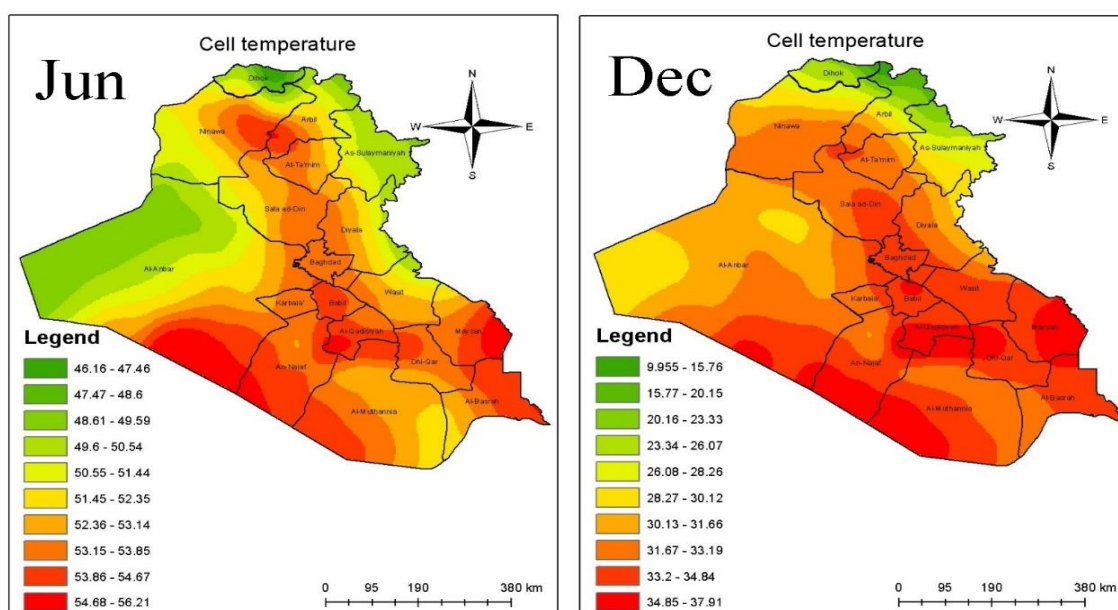 Jun
Cell temperature
N
W E
S
Dihok
Ninawa
Arbil
As-Sulaymaniyah
At-Ta'mim
Sala ad-Din
Diyala
Al-Anbar
Baghdad
Karbala'
Babil
Wasit
Al-Qadisiyah
Maysan
Dhi-Qar
An-Najaf
Al-Muthannia
Al-Basrah
Legend
46.16 - 47.46
47.47 - 48.6
48.61 - 49.59
49.6 - 50.54
50.55 - 51.44
51.45 - 52.35
52.36 - 53.14
53.15 - 53.85
53.86 - 54.67
54.68 - 56.21
0 95 190 380 km
Dec
Cell temperature
N
W E
S
Dihok
Ninawa
Arbil
As-Sulaymaniyah
At-Ta'mim
Sala ad-Din
Diyala
Al-Anbar
Baghdad
Karbala'
Babil
Wasit
Al-Qadisiyah
Maysan
Dhi-Qar
An-Najaf
Al-Muthannia
Al-Basrah
Legend
9.955 - 15.76
15.77 - 20.15
20.16 - 23.33
23.34 - 26.07
26.08 - 28.26
28.27 - 30.12
30.13 - 31.66
31.67 - 33.19
33.2 - 34.84
34.85 - 37.91
0 95 190 380 km